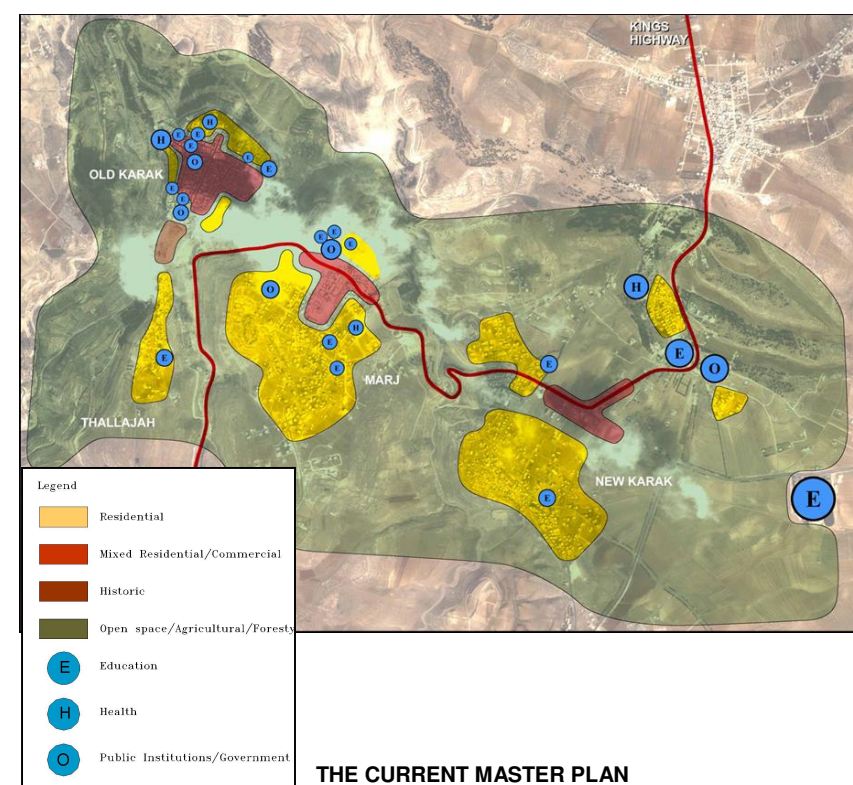 KINGS
HIGHWAY
H
H
E
E
E
OLD KARAK
O
E
E
E
E
O
E
E
E
O
H
O
H
E
E
E
O
E
E
MARJ
THALLAJAH
NEW KARAK
E
E
Legend
Residential
Mixed Residential/Commercial
Historic
Open space/Agricultural/Foresty
E
Education
H
Health
O
Public Institutions/Government
THE CURRENT MASTER PLAN